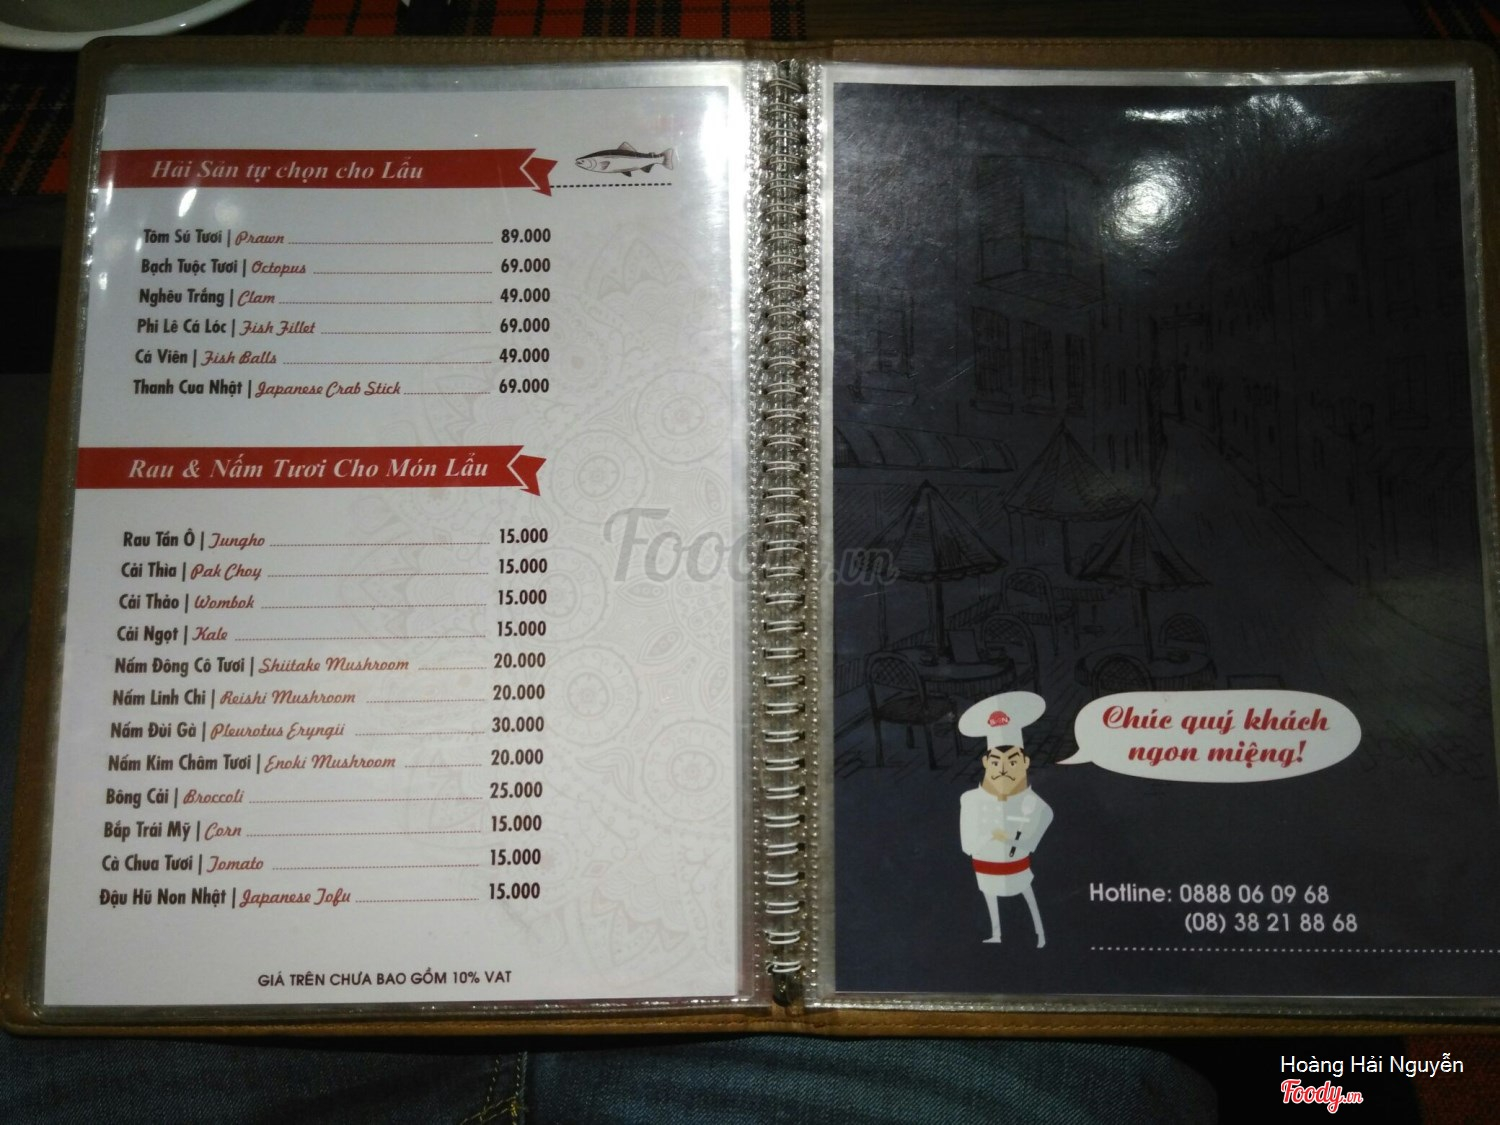 Hải Sản tự chọn cho Lẩu
Tôm Sú Tươi | Prawn 89.000
Bạch Tuộc Tươi | Octopus 69.000
Nghêu Trắng | Clam 49.000
Phi Lê Cá Lóc | Fish Fillet 69.000
Cá Viên | Fish Balls 49.000
Thanh Cua Nhật | Japanese Crab Stick 69.000
Rau & Nấm Tươi Cho Món Lẩu
Rau Tần Ô | Jungho 15.000
Cải Thìa | Pak Choy 15.000
Cải Thảo | Wombok 15.000
Cải Ngọt | Kale 15.000
Nấm Đông Cô Tươi | Shiitake Mushroom 20.000
Nấm Linh Chi | Reishi Mushroom 20.000
Nấm Đùi Gà | Pleurotus Eryngii 30.000
Nấm Kim Châm Tươi | Enoki Mushroom 20.000
Bông Cải | Broccoli 25.000
Bắp Trái Mỹ | Corn 15.000
Cà Chua Tươi | Tomato 15.000
Đậu Hũ Non Nhật | Japanese Tofu 15.000
GIÁ TRÊN CHƯA BAO GỒM 10% VAT
Foody.vn
Chúc quý khách
ngon miệng!
Hotline: 0888 06 09 68
(08) 38 21 88 68
Hoàng Hải Nguyễn
Foody.vn